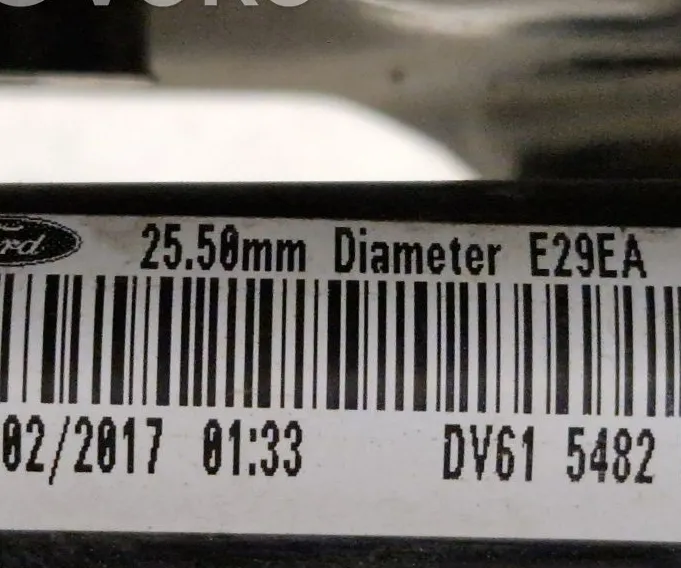 25.50mm Diameter E29EA
02/2017 01:33 DV61 5482